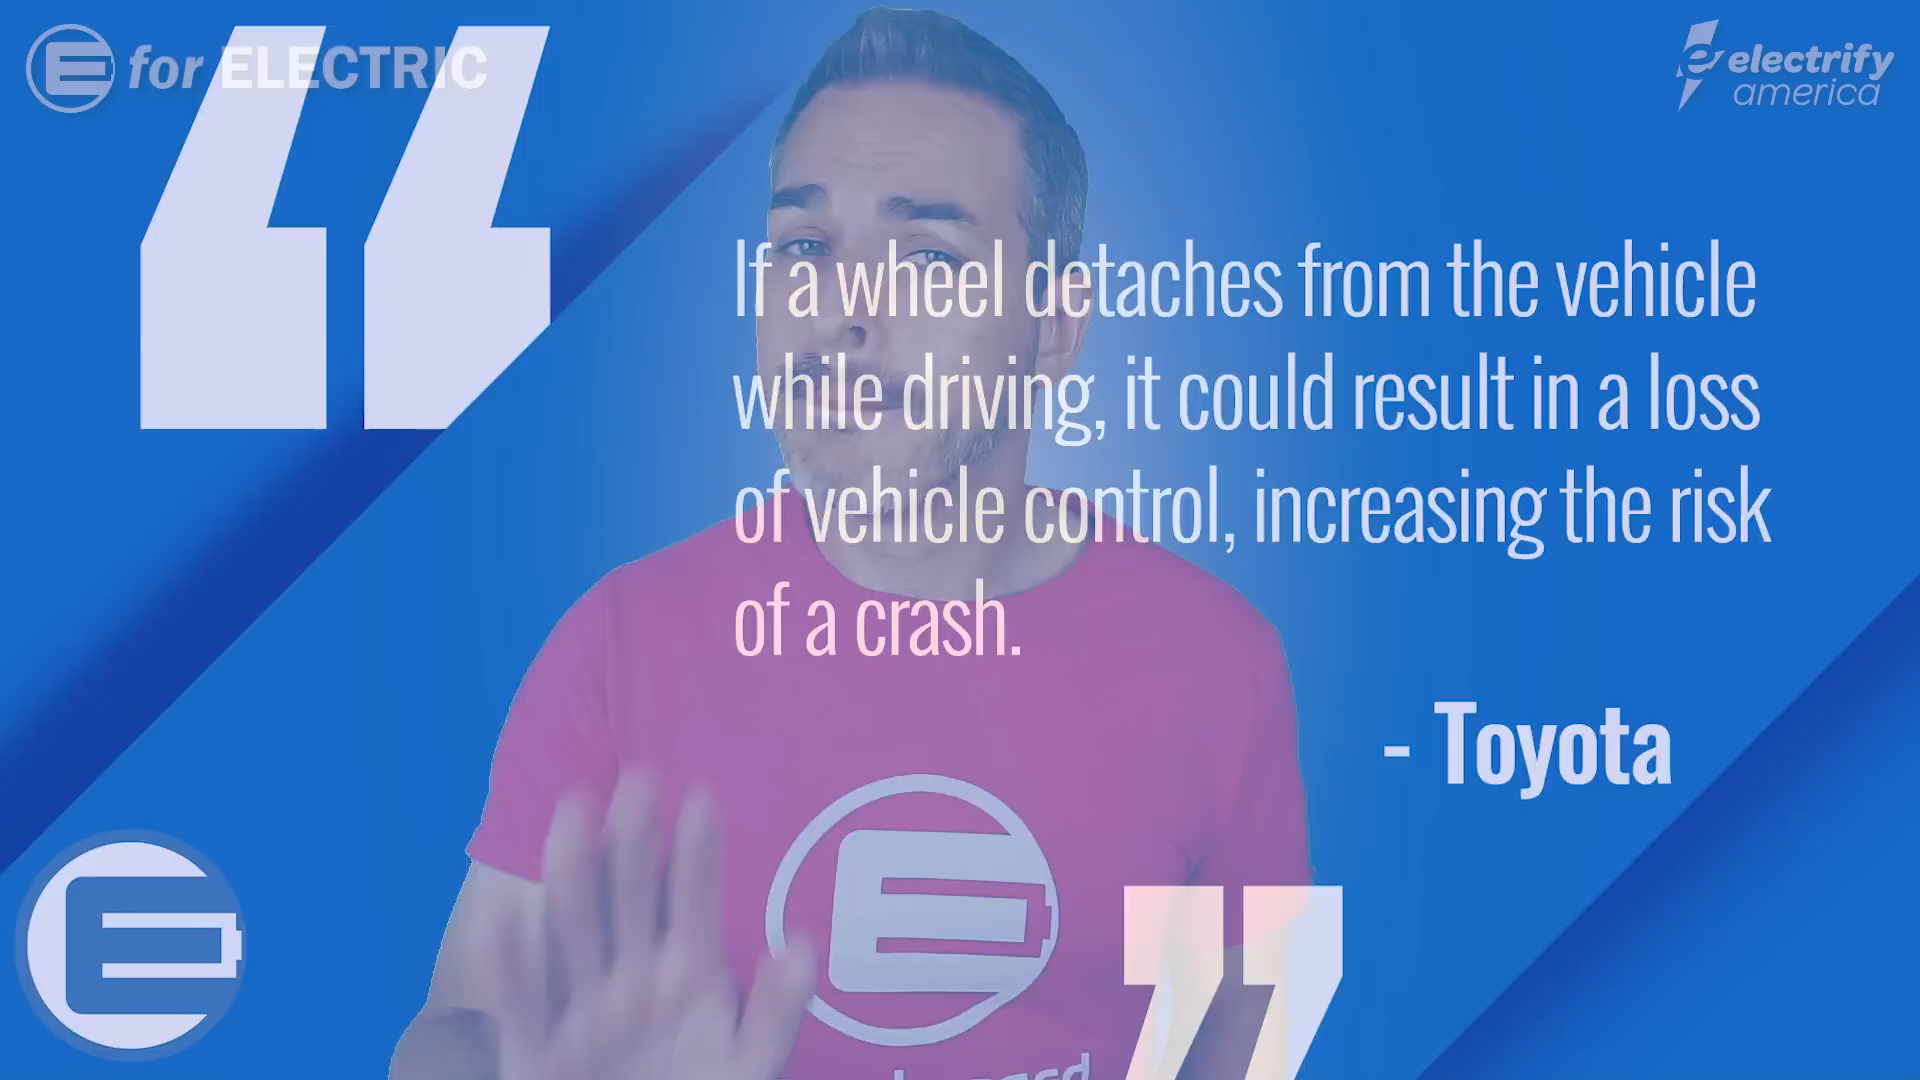 E for ELECTRIC
electrify
america
If a wheel detaches from the vehicle
while driving, it could result in a loss
of vehicle control, increasing the risk
of a crash.
- Toyota
E
E